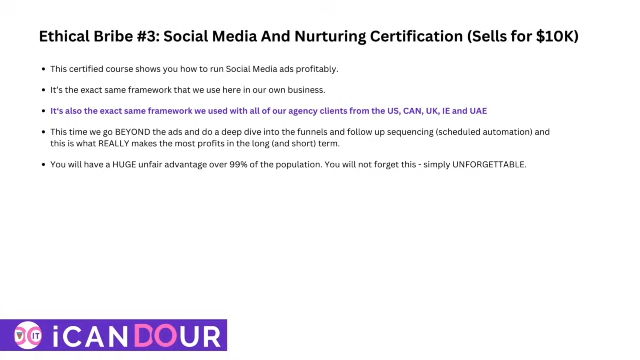 Ethical Bribe #3: Social Media And Nurturing Certification (Sells for $10K)
• This certified course shows you how to run Social Media ads profitably.
• It's the exact same framework that we use here in our own business.
• It's also the exact same framework we used with all of our agency clients from the US, CAN, UK, IE and UAE
• This time we go BEYOND the ads and do a deep dive into the funnels and follow up sequencing (scheduled automation) and
this is what REALLY makes the most profits in the long (and short) term.
• You will have a HUGE unfair advantage over 99% of the population. You will not forget this - simply UNFORGETTABLE.
IT iCANDOUR